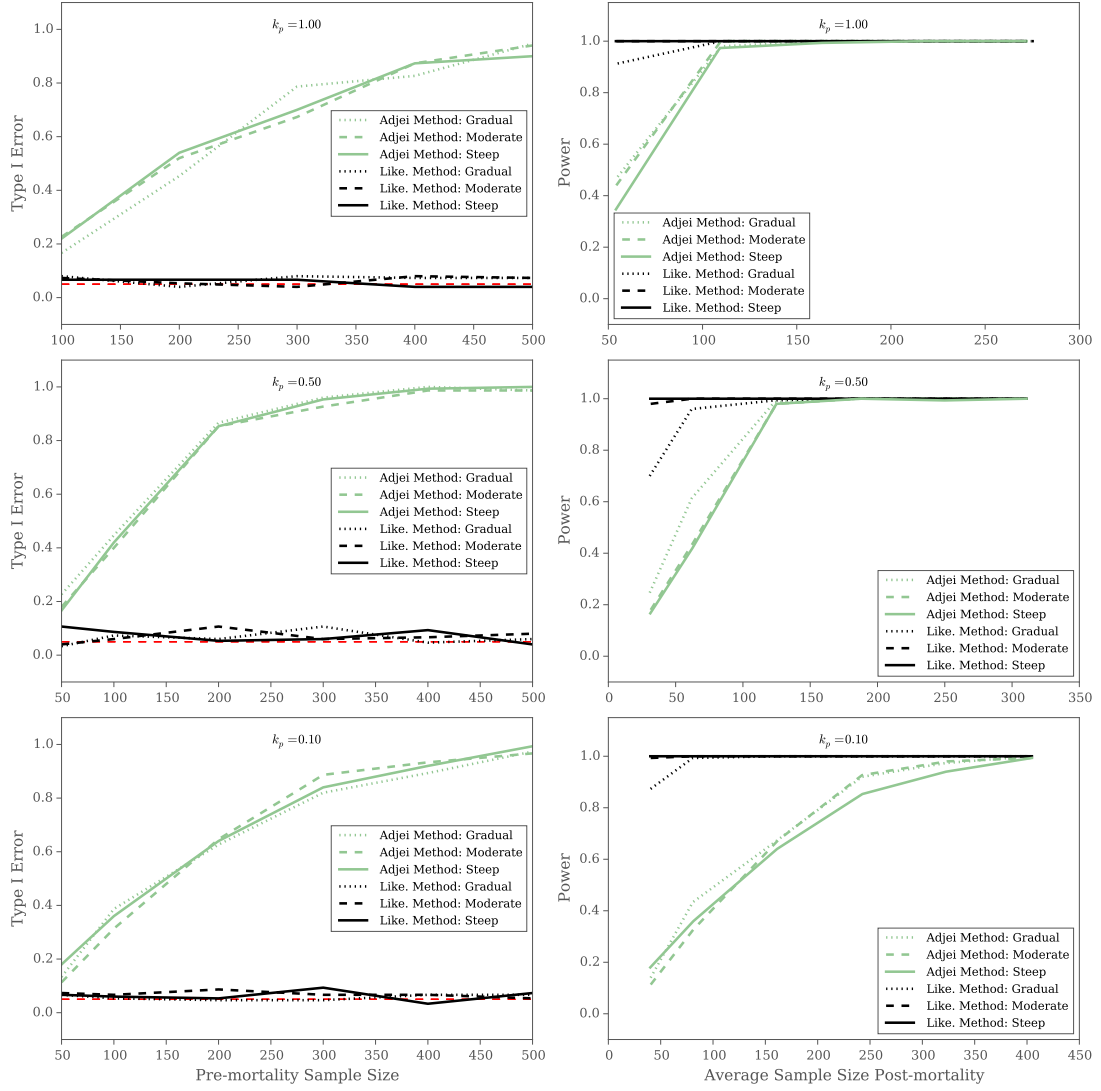 k_p = 1.00
Type I Error
1.0
0.8
0.6
0.4
0.2
0.0
Adjei Method: Gradual
Adjei Method: Moderate
Adjei Method: Steep
Like. Method: Gradual
Like. Method: Moderate
Like. Method: Steep
100 150 200 250 300 350 400 450 500
k_p = 1.00
Power
1.0
0.8
0.6
0.4
0.2
0.0
Adjei Method: Gradual
Adjei Method: Moderate
Adjei Method: Steep
Like. Method: Gradual
Like. Method: Moderate
Like. Method: Steep
50 100 150 200 250 300
k_p = 0.50
Type I Error
1.0
0.8
0.6
0.4
0.2
0.0
Adjei Method: Gradual
Adjei Method: Moderate
Adjei Method: Steep
Like. Method: Gradual
Like. Method: Moderate
Like. Method: Steep
50 100 150 200 250 300 350 400 450 500
k_p = 0.50
Power
1.0
0.8
0.6
0.4
0.2
0.0
Adjei Method: Gradual
Adjei Method: Moderate
Adjei Method: Steep
Like. Method: Gradual
Like. Method: Moderate
Like. Method: Steep
0 50 100 150 200 250 300 350
k_p = 0.10
Type I Error
1.0
0.8
0.6
0.4
0.2
0.0
Adjei Method: Gradual
Adjei Method: Moderate
Adjei Method: Steep
Like. Method: Gradual
Like. Method: Moderate
Like. Method: Steep
50 100 150 200 250 300 350 400 450 500
Pre-mortality Sample Size
k_p = 0.10
Power
1.0
0.8
0.6
0.4
0.2
0.0
Adjei Method: Gradual
Adjei Method: Moderate
Adjei Method: Steep
Like. Method: Gradual
Like. Method: Moderate
Like. Method: Steep
0 50 100 150 200 250 300 350 400 450
Average Sample Size Post-mortality